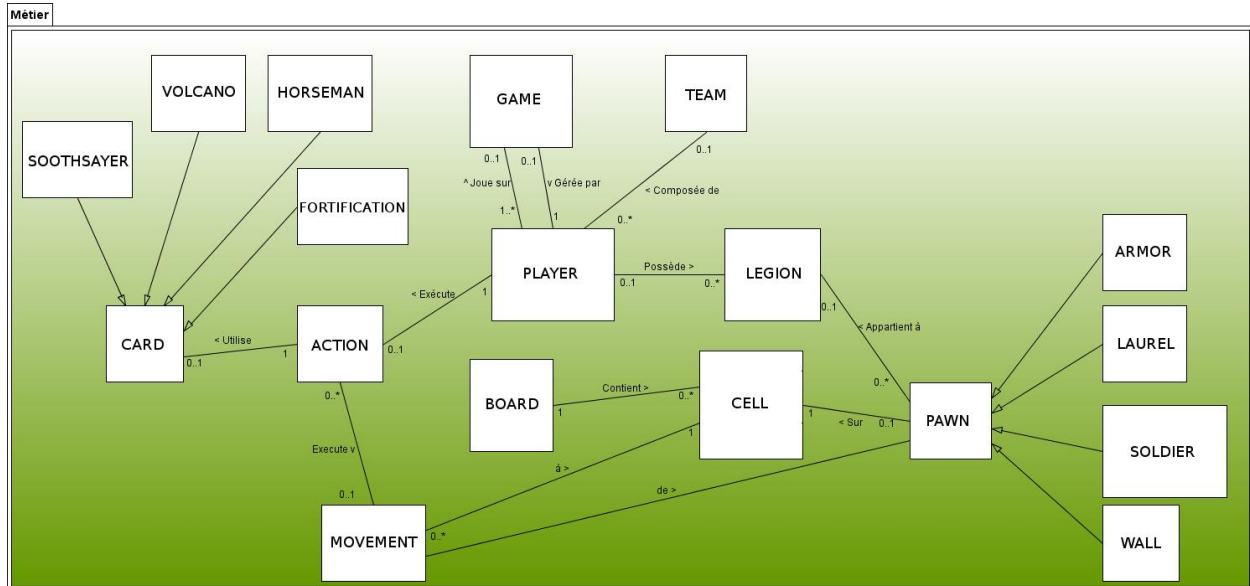 Métier
VOLCANO
HORSEMAN
GAME
TEAM
SOOTHSAYER
FORTIFICATION
0..1
0..1
0..1
^ Joue sur
v Gérée par
< Composée de
1..*
1
0..*
ARMOR
PLAYER
Possède >
LEGION
0..1
0..*
< Exécute
1
0..1
< Utilise
CARD
ACTION
0..1
1
0..1
< Appartient á
LAUREL
0..*
Contient >
BOARD
CELL
1
0..*
0..*
1
< Sur
0..1
PAWN
1
SOLDIER
Execute v
á >
de >
0..1
0..*
MOVEMENT
WALL